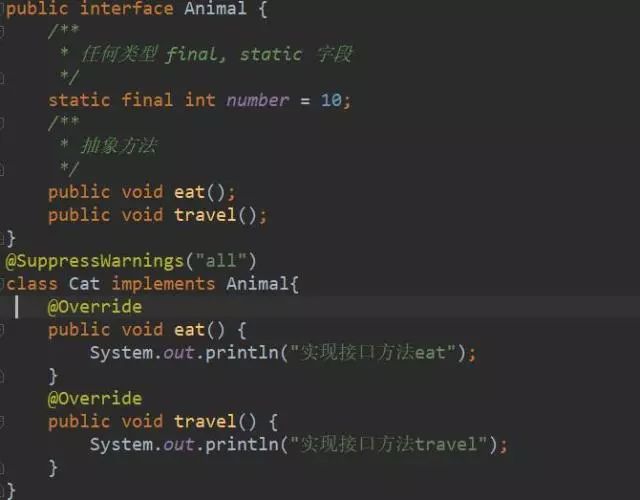 public interface Animal {
/**
* 任何类型 final, static 字段
*/
static final int number = 10;
/**
* 抽象方法
*/
public void eat();
public void travel();
}
@SuppressWarnings("all")
class Cat implements Animal{
@Override
public void eat() {
System.out.println("实现接口方法eat");
}
@Override
public void travel() {
System.out.println("实现接口方法travel");
}
}